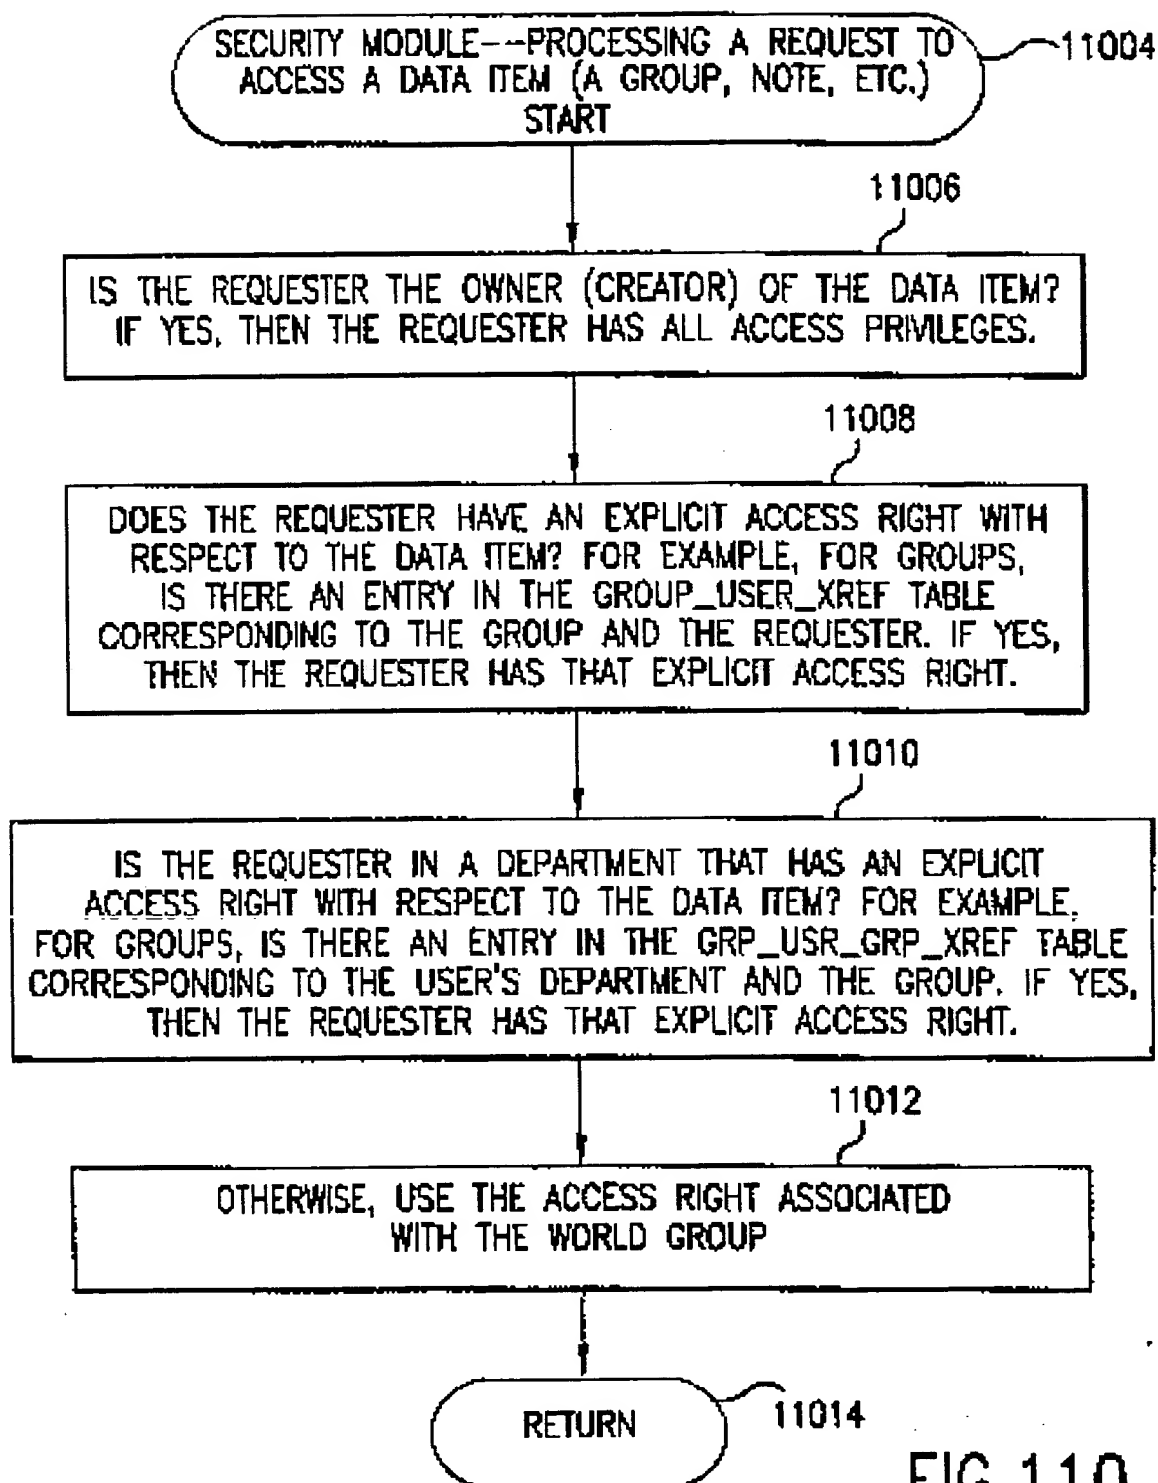 SECURITY MODULE--PROCESSING A REQUEST TO
ACCESS A DATA ITEM (A GROUP, NOTE, ETC.)
START
11004
11006
IS THE REQUESTER THE OWNER (CREATOR) OF THE DATA ITEM?
IF YES, THEN THE REQUESTER HAS ALL ACCESS PRIVILEGES.
11008
DOES THE REQUESTER HAVE AN EXPLICIT ACCESS RIGHT WITH
RESPECT TO THE DATA ITEM? FOR EXAMPLE, FOR GROUPS,
IS THERE AN ENTRY IN THE GROUP_USER_XREF TABLE
CORRESPONDING TO THE GROUP AND THE REQUESTER. IF YES,
THEN THE REQUESTER HAS THAT EXPLICIT ACCESS RIGHT.
11010
IS THE REQUESTER IN A DEPARTMENT THAT HAS AN EXPLICIT
ACCESS RIGHT WITH RESPECT TO THE DATA ITEM? FOR EXAMPLE,
FOR GROUPS, IS THERE AN ENTRY IN THE GRP_USR_GRP_XREF TABLE
CORRESPONDING TO THE USER'S DEPARTMENT AND THE GROUP. IF YES,
THEN THE REQUESTER HAS THAT EXPLICIT ACCESS RIGHT.
11012
OTHERWISE, USE THE ACCESS RIGHT ASSOCIATED
WITH THE WORLD GROUP
RETURN
11014
FIG.110